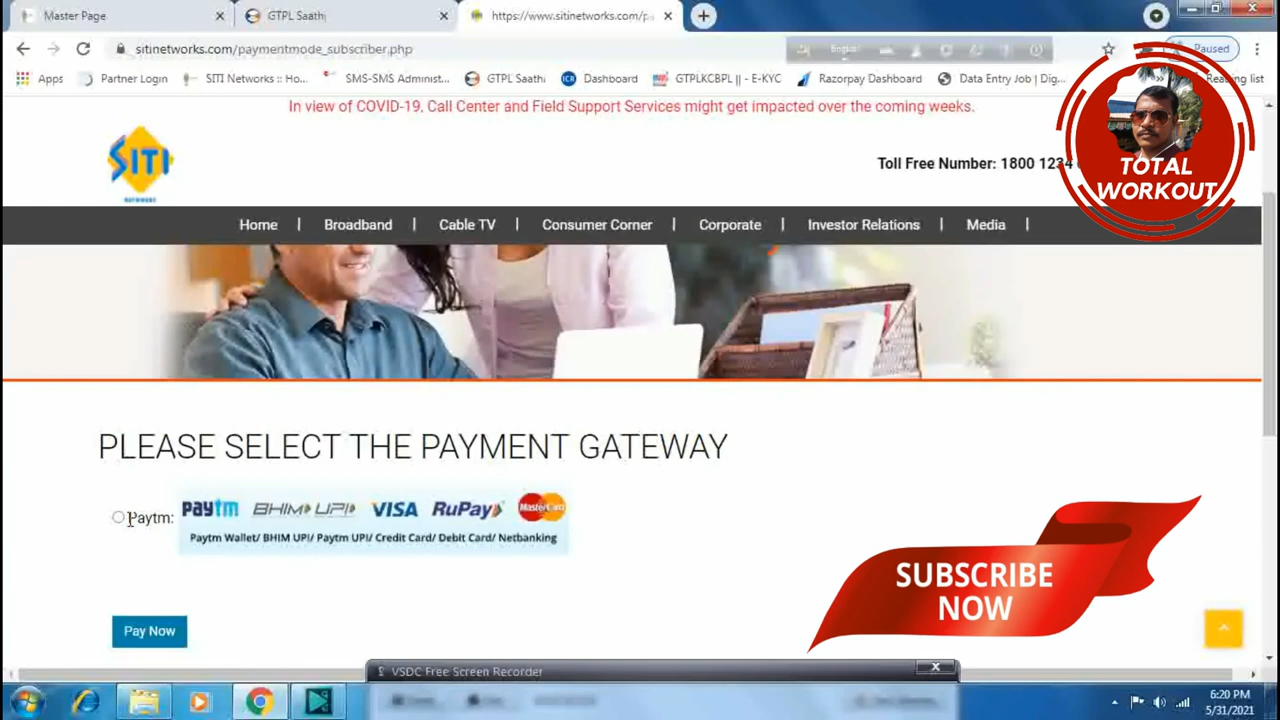 Master Page
GTPL Saathi
https://www.sitinetworks.com/pa
sitinetworks.com/paymentmode_subscriber.php
English
Paused
Apps
Partner Login
SITI Networks :: Ho...
SMS-SMS Administ...
GTPL Saathi
ICR
Dashboard
GTPLKCBPL || - E-KYC
Razorpay Dashboard
Data Entry Job | Dig...
»
Reading list
In view of COVID-19, Call Center and Field Support Services might get impacted over the coming weeks.
SITI
NETWORKS
Toll Free Number: 1800 1234
TOTAL
WORKOUT
Home | Broadband | Cable TV | Consumer Corner | Corporate | Investor Relations | Media |
PLEASE SELECT THE PAYMENT GATEWAY
Paytm:
Paytm BHIM UPI VISA RuPay MasterCard
Paytm Wallet/ BHIM UPI/ Paytm UPI/ Credit Card/ Debit Card/ Netbanking
SUBSCRIBE
NOW
Pay Now
VSDC Free Screen Recorder
6:20 PM
5/31/2021